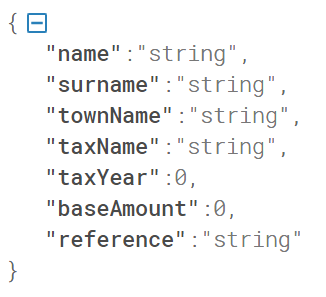 {
"name":"string",
"surname":"string",
"townName":"string",
"taxName":"string",
"taxYear":0,
"baseAmount":0,
"reference":"string"
}